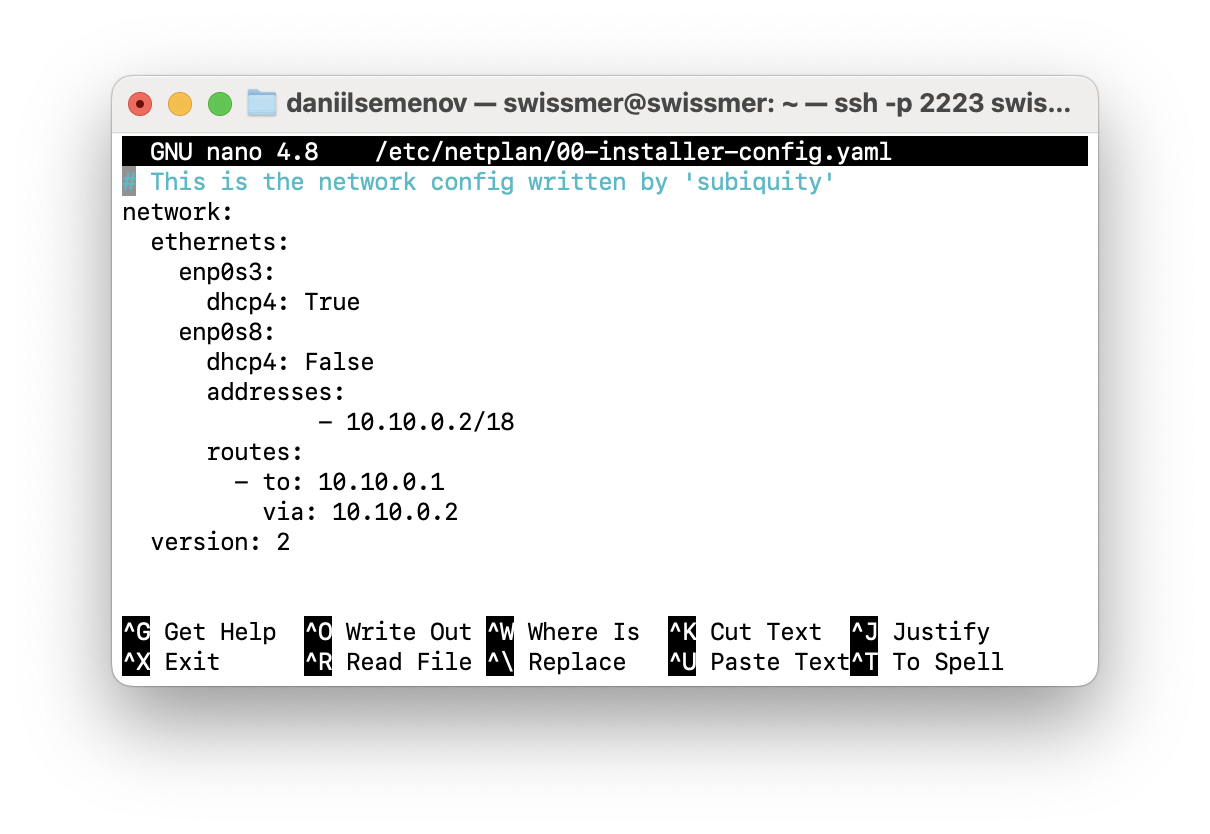 daniilsemenov — swissmer@swissmer: ~ — ssh -p 2223 swis...
GNU nano 4.8    /etc/netplan/00-installer-config.yaml
# This is the network config written by 'subiquity'
network:
  ethernets:
    enp0s3:
      dhcp4: True
    enp0s8:
      dhcp4: False
      addresses:
              - 10.10.0.2/18
      routes:
        - to: 10.10.0.1
          via: 10.10.0.2
  version: 2
^G Get Help  ^O Write Out ^W Where Is  ^K Cut Text  ^J Justify
^X Exit      ^R Read File ^\ Replace   ^U Paste Text^T To Spell